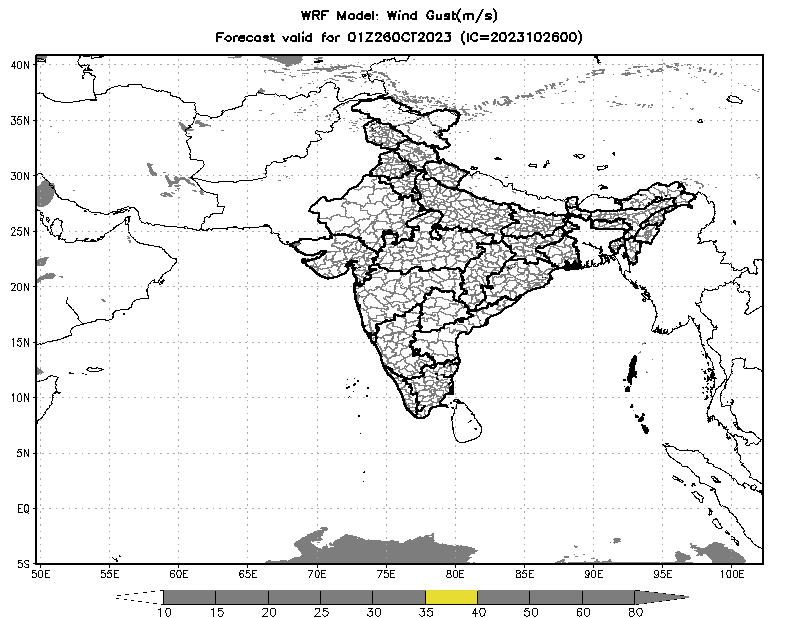 WRF Model: Wind Gust(m/s)
Forecast valid for 01Z26OCT2023 (IC=2023102600)
40N
35N
30N
25N
20N
15N
10N
5N
EQ
5S
50E 55E 60E 65E 70E 75E 80E 85E 90E 95E 100E
10 15 20 25 30 35 40 50 60 80